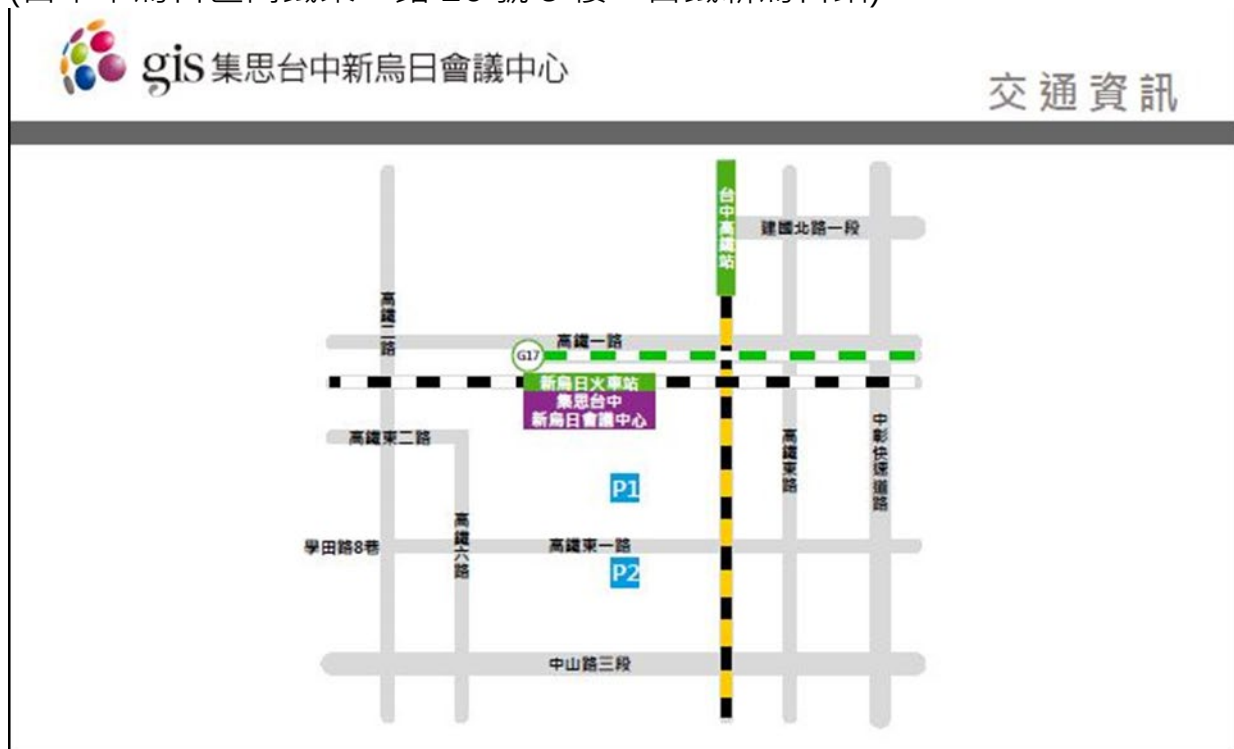 gis 集思台中新烏日會議中心
交通資訊
台中高鐵站
建國北路一段
高鐵二路
高鐵一路
G17
新烏日火車站
集思台中
新烏日會議中心
高鐵東二路
高鐵東路
中彰快速道路
P1
高鐵六路
學田路8巷
高鐵東一路
P2
中山路三段